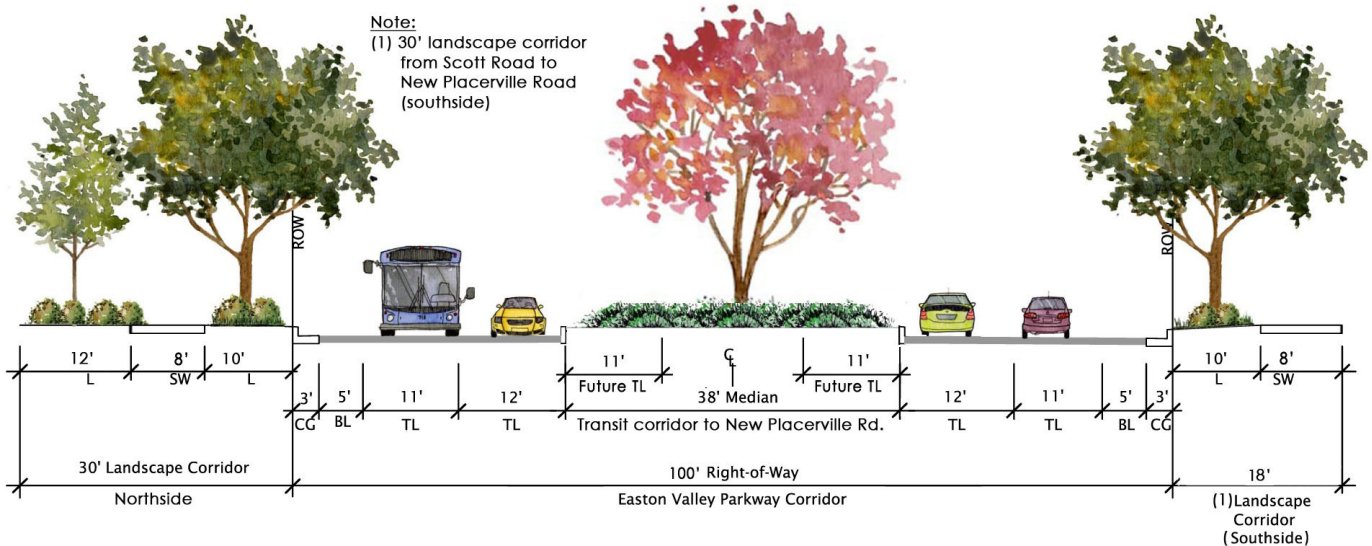 Note:
(1) 30' landscape corridor
from Scott Road to
New Placerville Road
(southside)
ROW
ROW
12' 8' 10' 11' ℄ 11' 10' 8'
L SW L Future TL Future TL L SW
3' 5' 11' 12' 38' Median 12' 11' 5' 3'
CG BL TL TL Transit corridor to New Placerville Rd. TL TL BL CG
30' Landscape Corridor 100' Right-of-Way 18'
Northside Easton Valley Parkway Corridor (1)Landscape
Corridor
(Southside)